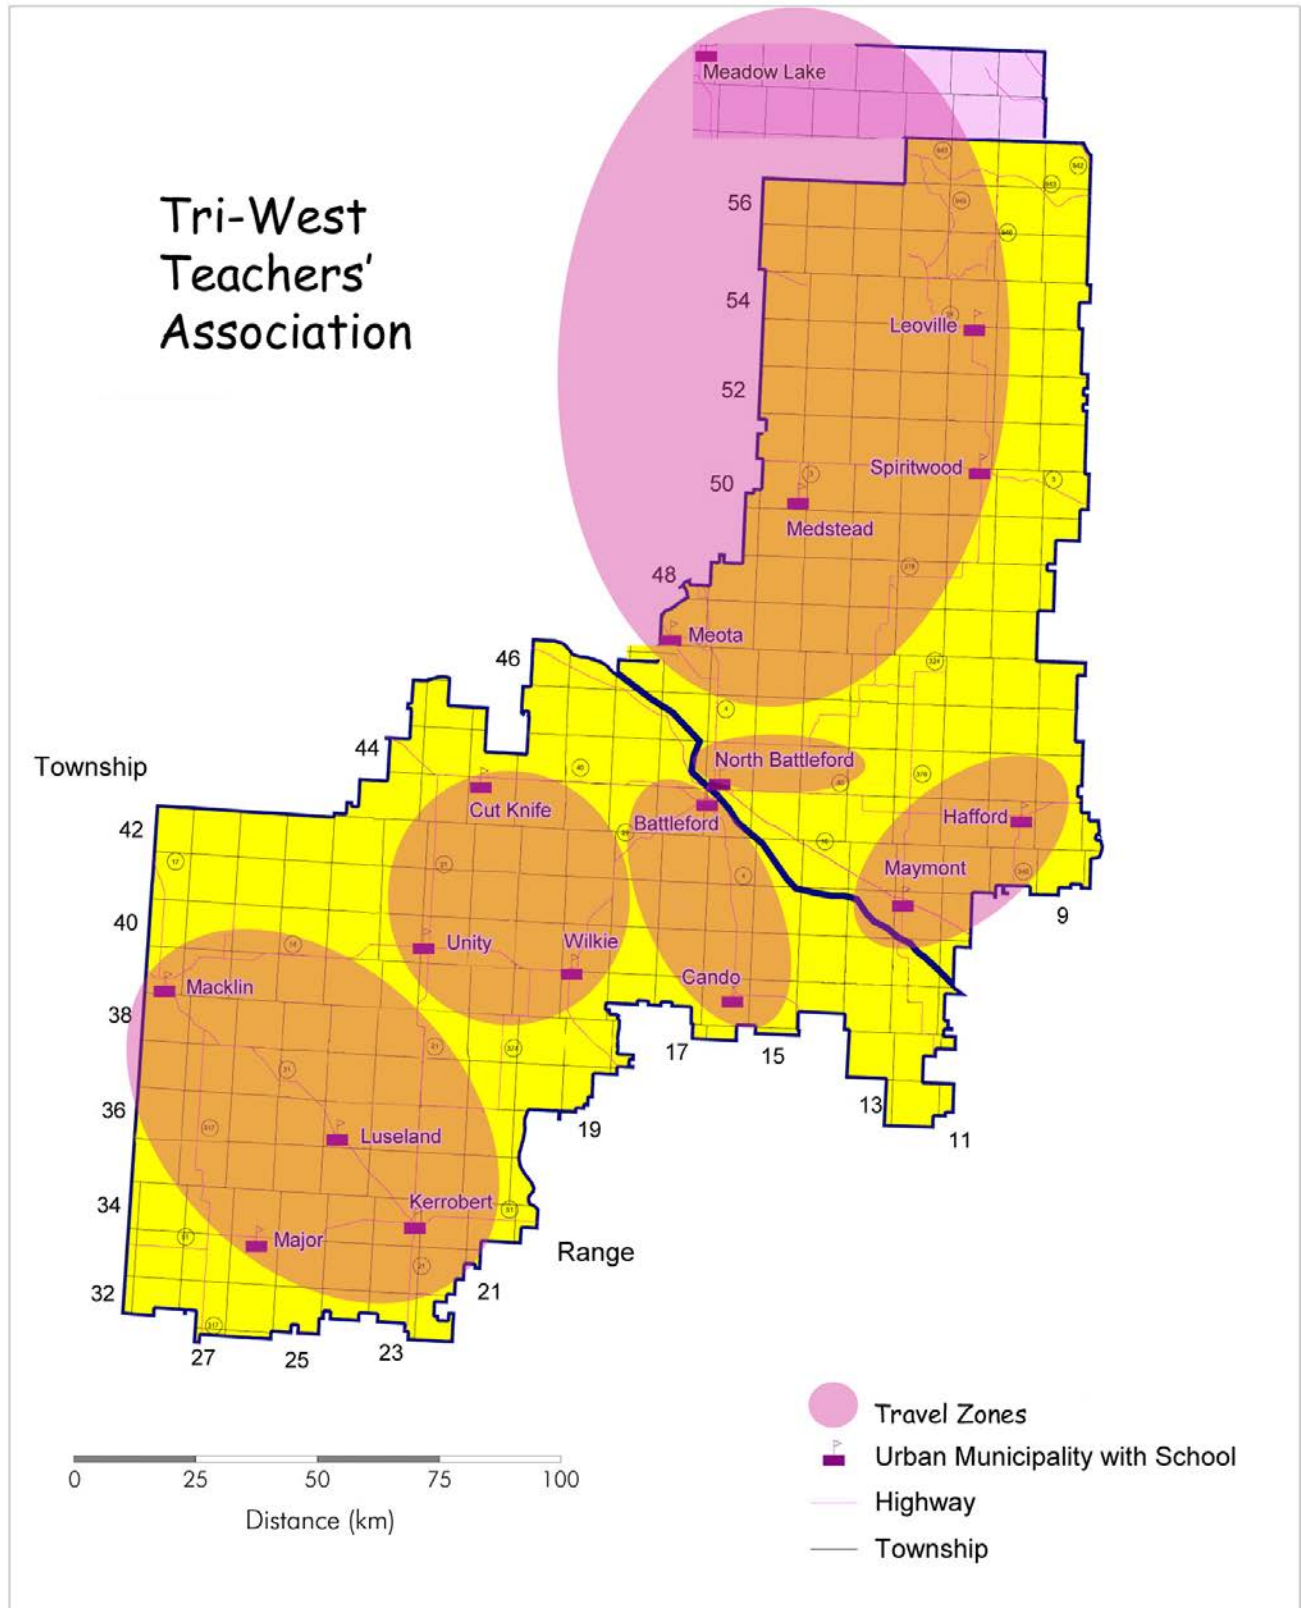 Meadow Lake
Tri-West
Teachers'
Association
56
54
Leoville
52
Spiritwood
50
Medstead
48
Meota
46
44
Township
North Battleford
Cut Knife
Battleford
Hafford
42
Maymont
40
9
Unity
Wilkie
Cando
Macklin
38
17
15
36
13
19
11
Luseland
34
Kerrobert
Major
Range
32
21
27
25
23
Travel Zones
Urban Municipality with School
Highway
Township
0 25 50 75 100
Distance (km)